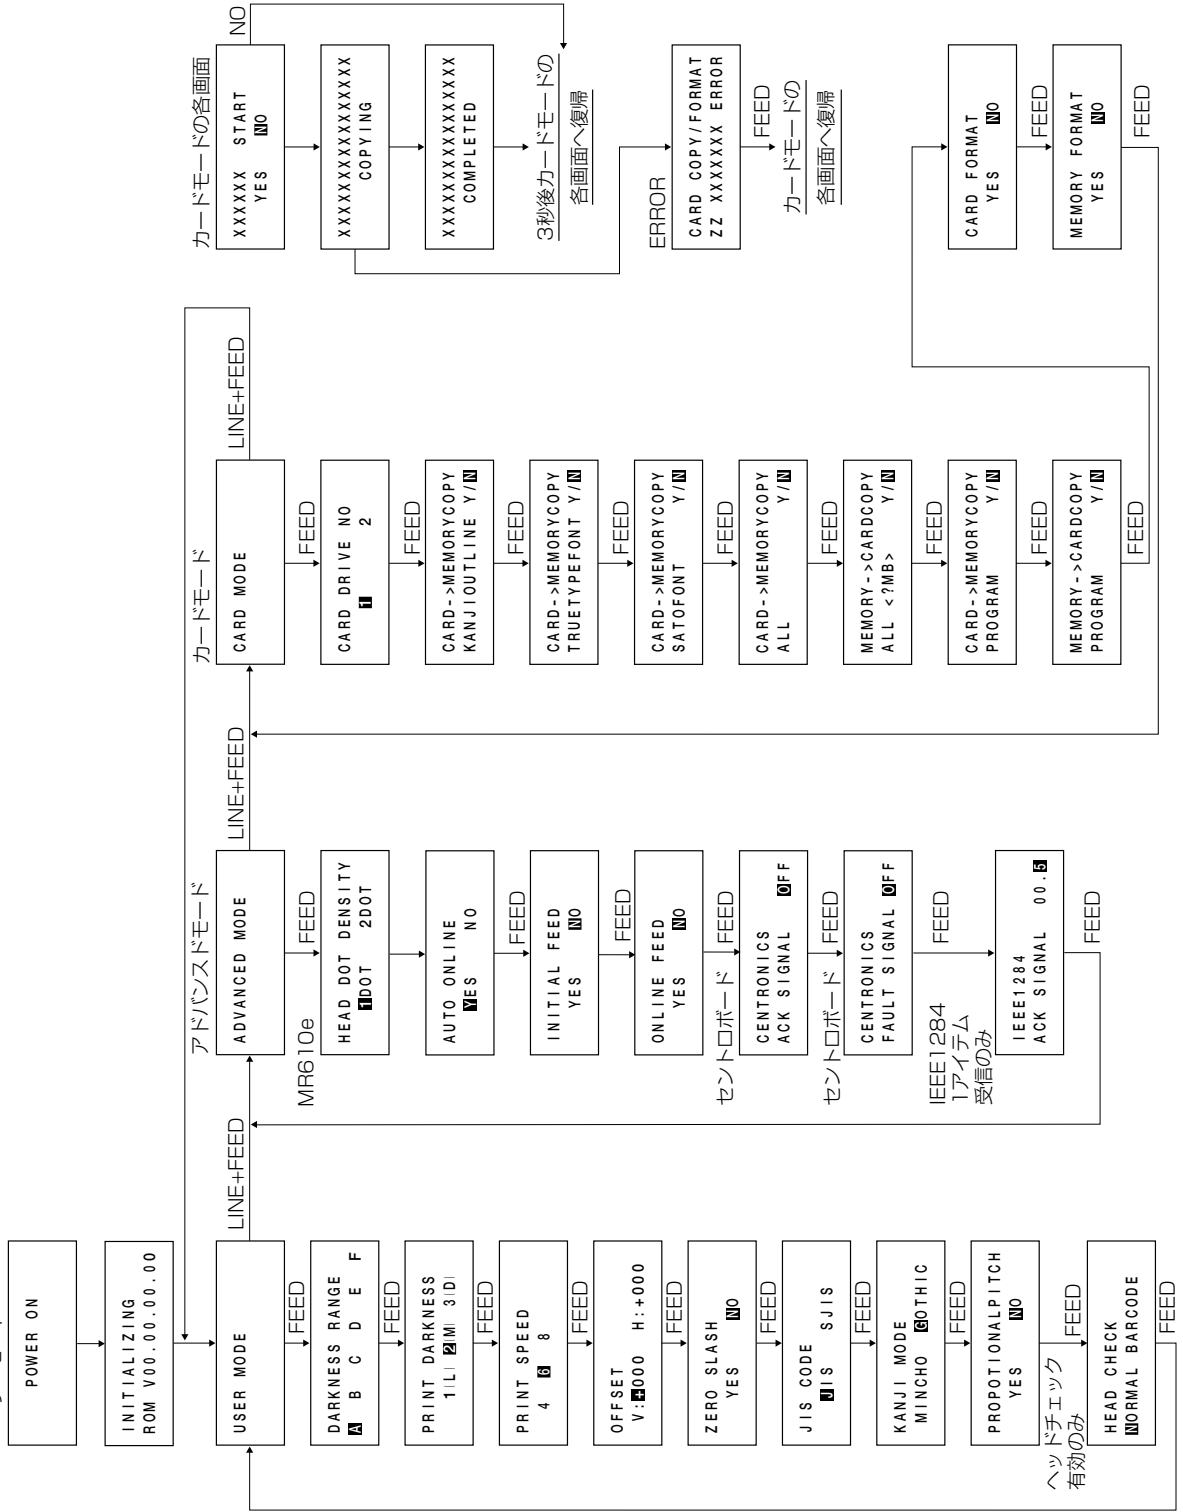 POWER ON
INITIALIZING
ROM V00.00.00.00
USER MODE
LINE+FEED
FEED
DARKNESS RANGE
A B C D E F
FEED
PRINT DARKNESS
1(L) 2(M) 3(D)
FEED
PRINT SPEED
4 6 8
FEED
OFFSET
V:+000 H:+000
FEED
ZERO SLASH
YES NO
FEED
JIS CODE
JIS SJIS
FEED
KANJI MODE
MINCHO GOTHIC
FEED
PROPOTIONALPITCH
YES NO
ヘッドチェック
有効のみ
FEED
HEAD CHECK
NORMAL BARCODE
FEED
アドバンスドモード
ADVANCED MODE
LINE+FEED
MR610e
FEED
HEAD DOT DENSITY
1DOT 2DOT
AUTO ONLINE
YES NO
FEED
INITIAL FEED
YES NO
FEED
ONLINE FEED
YES NO
セントロボード
FEED
CENTRONICS
ACK SIGNAL OFF
セントロボード
FEED
CENTRONICS
FAULT SIGNAL OFF
IEEE1284
1アイテム
受信のみ
FEED
IEEE1284
ACK SIGNAL 00.5
FEED
カードモード
CARD MODE
LINE+FEED
FEED
CARD DRIVE NO
1 2
FEED
CARD->MEMORYCOPY
KANJIOUTLINE Y/N
FEED
CARD->MEMORYCOPY
TRUETYPEFONT Y/N
FEED
CARD->MEMORYCOPY
SATOFONT Y/N
FEED
CARD->MEMORYCOPY
ALL Y/N
FEED
MEMORY->CARDCOPY
ALL <?MB> Y/N
FEED
CARD->MEMORYCOPY
PROGRAM Y/N
FEED
MEMORY->CARDCOPY
PROGRAM Y/N
FEED
カードモードの各画面
XXXXXX START
YES NO
NO
XXXXXXXXXXXXXXXX
COPYING
XXXXXXXXXXXXXXXX
COMPLETED
3秒後カードモードの
各画面へ復帰
ERROR
CARD COPY/FORMAT
ZZ XXXXXXX ERROR
FEED
カードモードの
各画面へ復帰
CARD FORMAT
YES NO
FEED
MEMORY FORMAT
YES NO
FEED